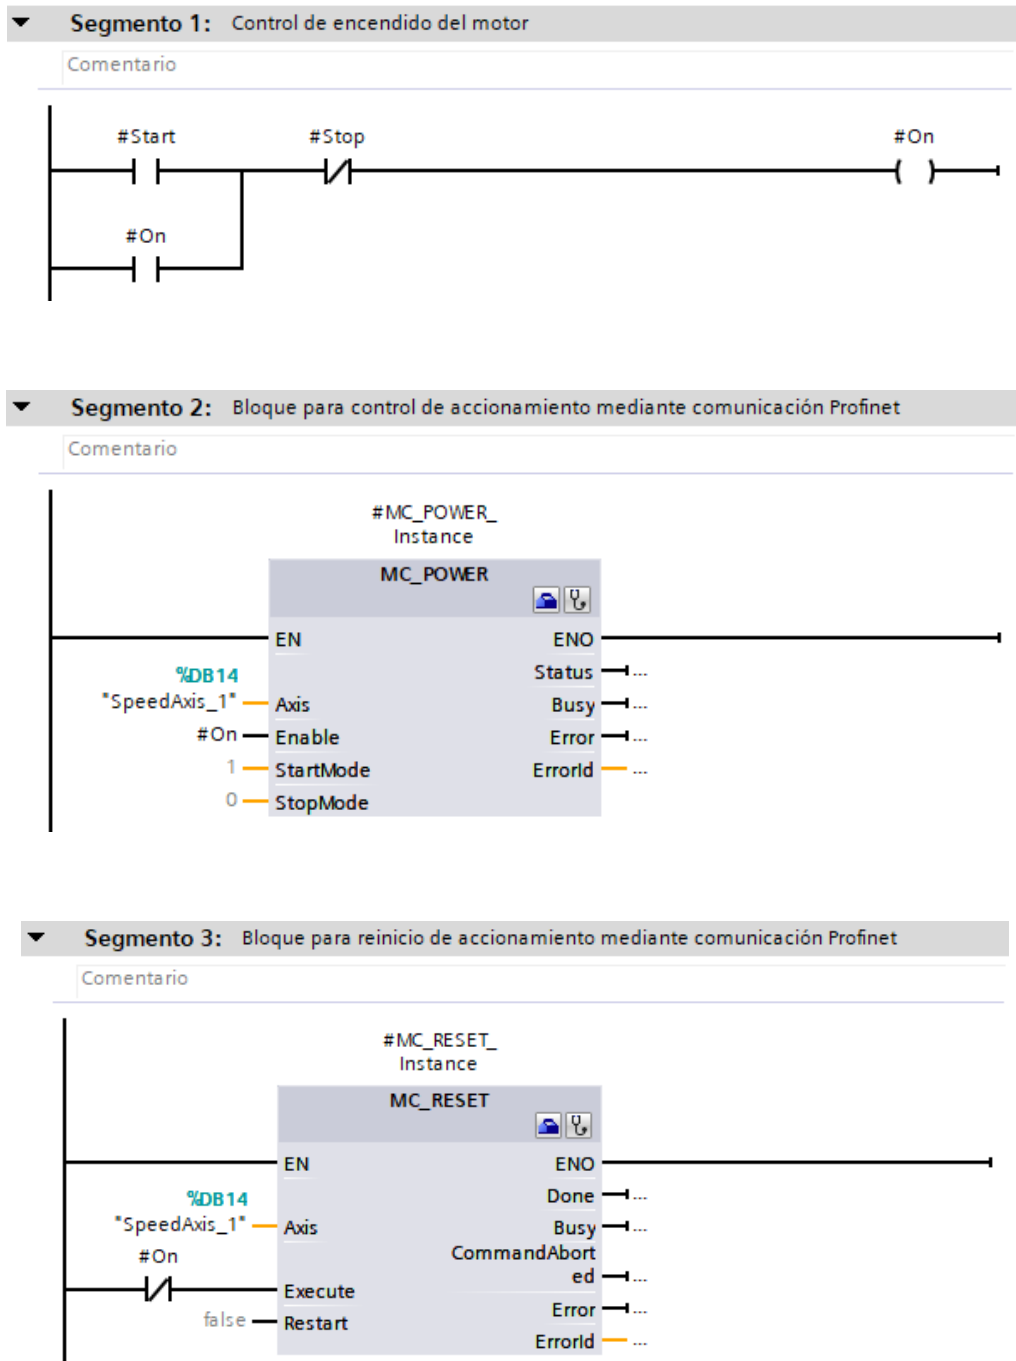 Segmento 1: Control de encendido del motor
Comentario
#Start #Stop #On
#On
Segmento 2: Bloque para control de accionamiento mediante comunicación Profinet
Comentario
#MC_POWER_
Instance
MC_POWER
EN ENO
%DB14 Status ...
"SpeedAxis_1" Axis Busy ...
#On Enable Error ...
1 StartMode ErrorId ...
0 StopMode
Segmento 3: Bloque para reinicio de accionamiento mediante comunicación Profinet
Comentario
#MC_RESET_
Instance
MC_RESET
EN ENO
%DB14 Done ...
"SpeedAxis_1" Axis Busy ...
#On CommandAbort
ed ...
Execute
Error ...
false Restart
ErrorId ...